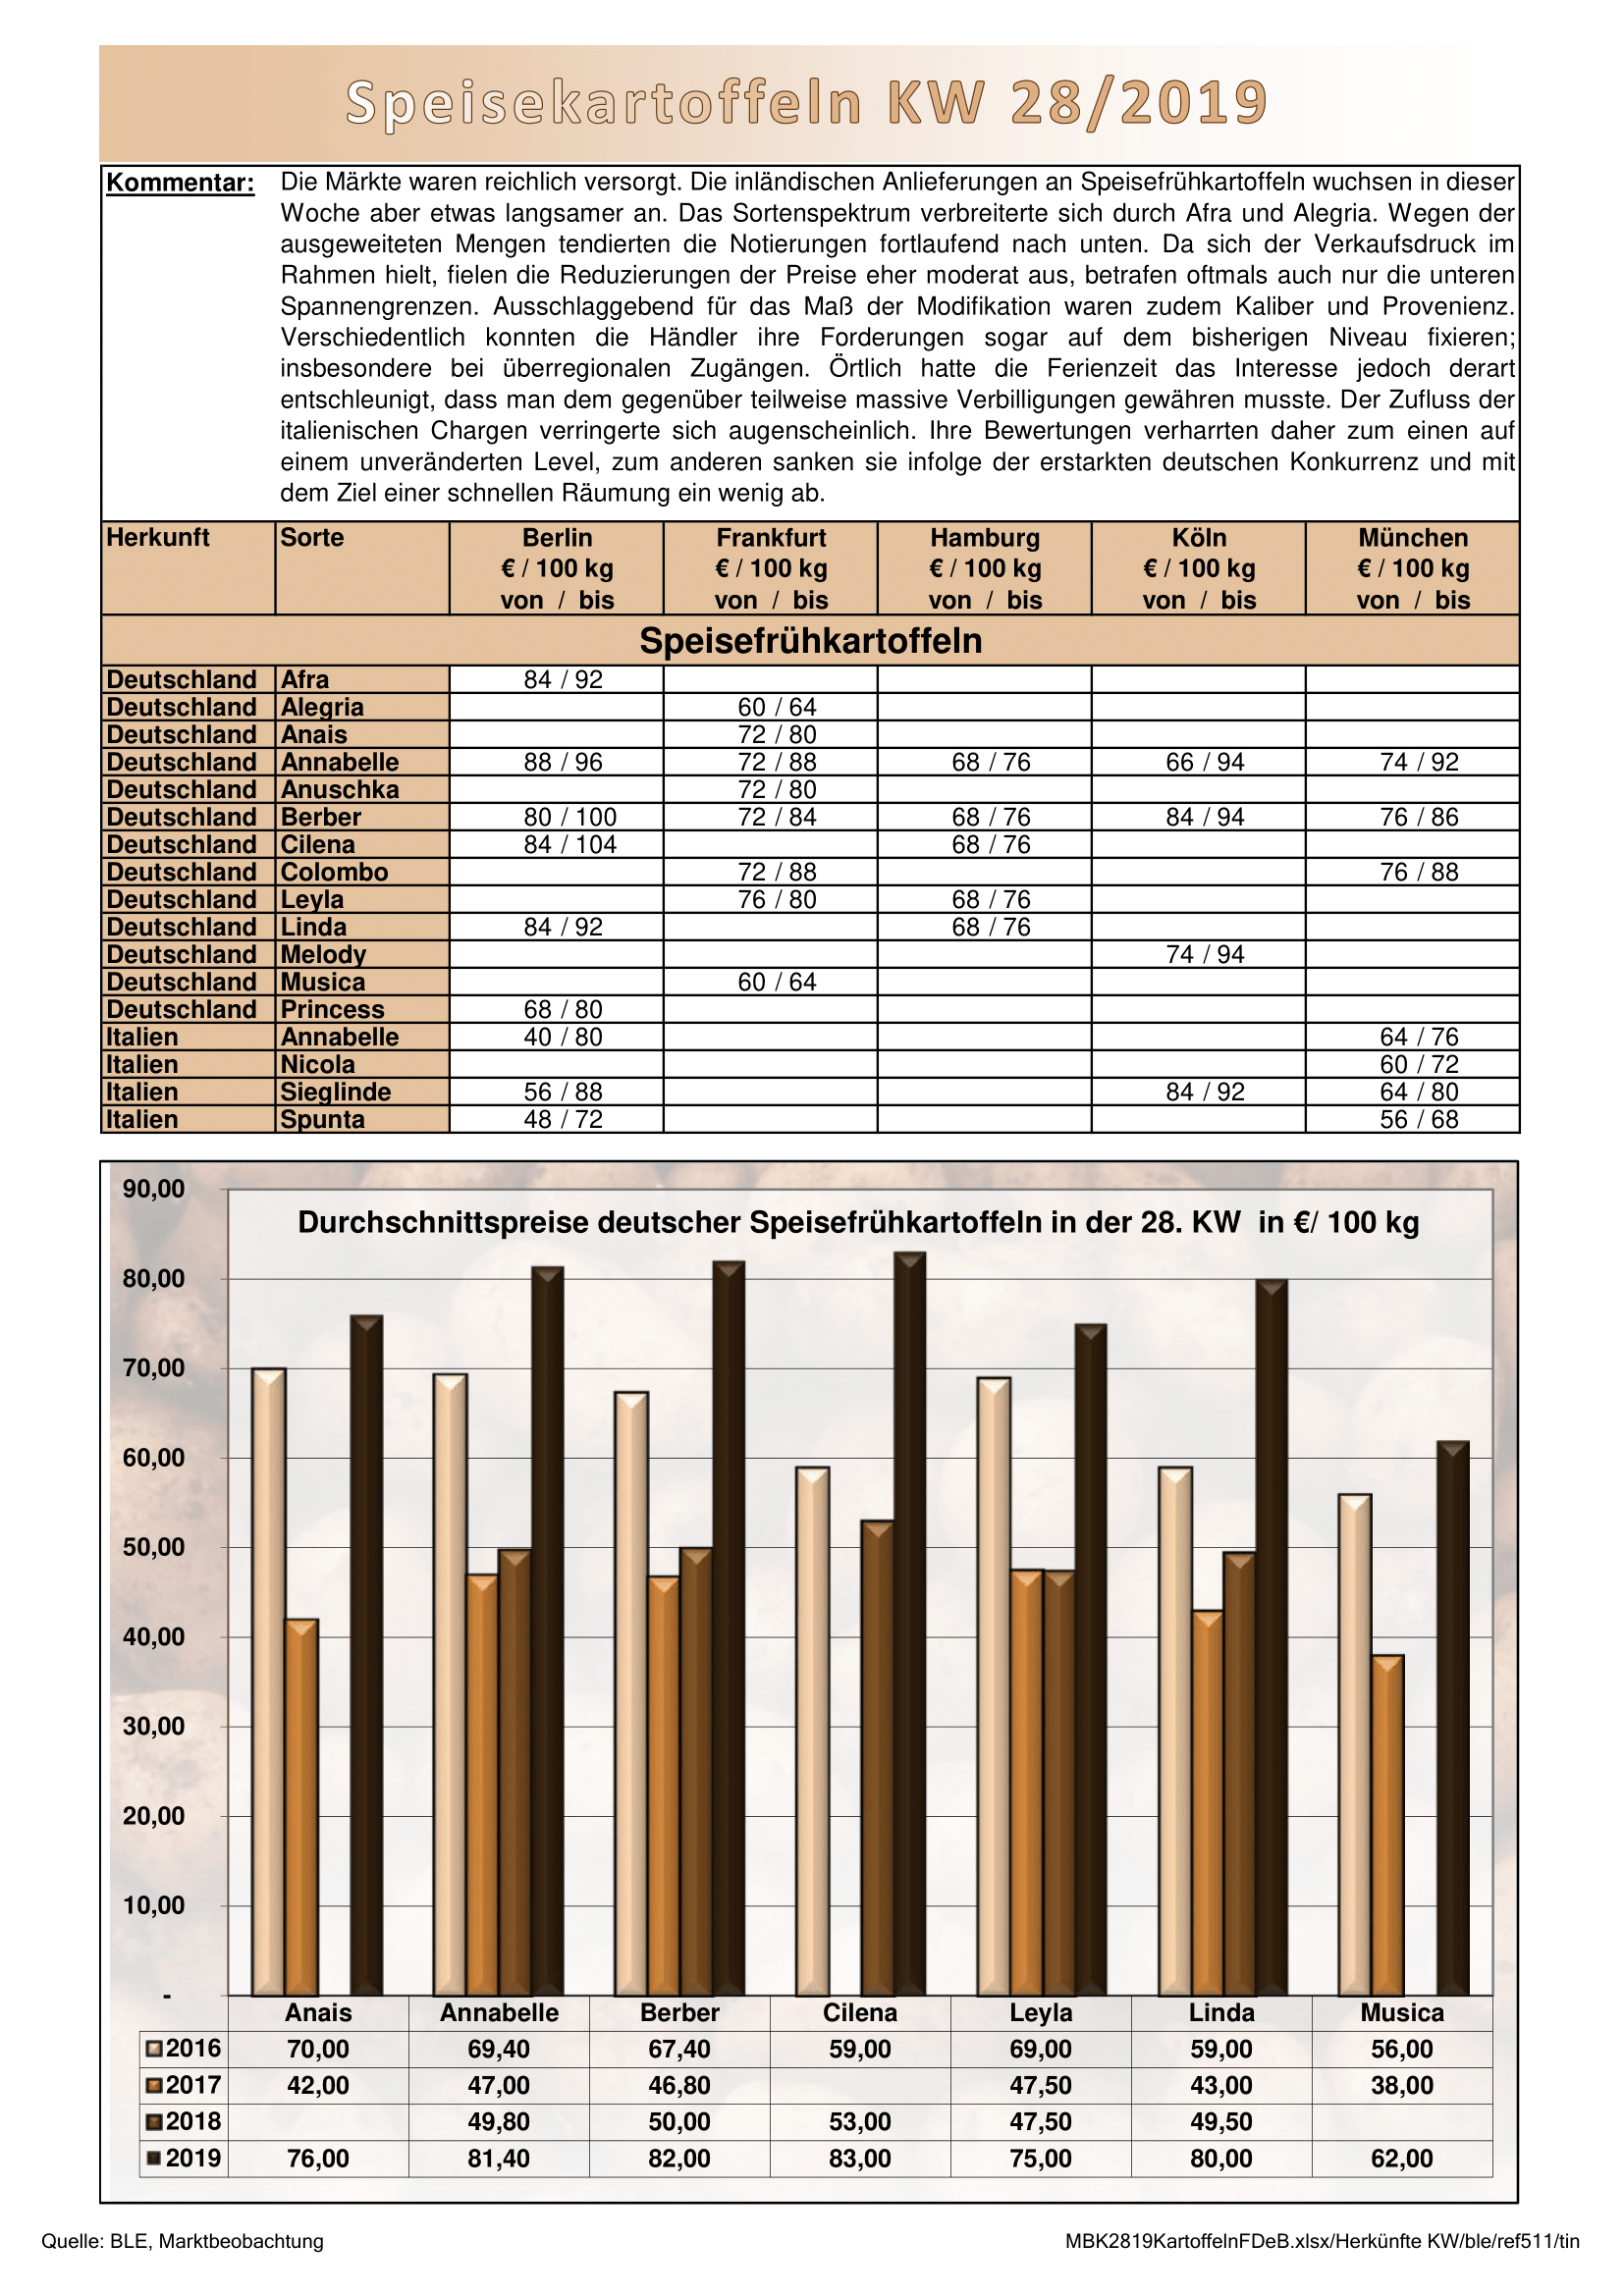 Speisekartoffeln KW 28/2019
Kommentar: Die Märkte waren reichlich versorgt. Die inländischen Anlieferungen an Speisefrühkartoffeln wuchsen in dieser
Woche aber etwas langsamer an. Das Sortenspektrum verbreiterte sich durch Afra und Alegria. Wegen der
ausgeweiteten Mengen tendierten die Notierungen fortlaufend nach unten. Da sich der Verkaufsdruck im
Rahmen hielt, fielen die Reduzierungen der Preise eher moderat aus, betrafen oftmals auch nur die unteren
Spannengrenzen. Ausschlaggebend für das Maß der Modifikation waren zudem Kaliber und Provenienz.
Verschiedentlich konnten die Händler ihre Forderungen sogar auf dem bisherigen Niveau fixieren;
insbesondere bei überregionalen Zugängen. Örtlich hatte die Ferienzeit das Interesse jedoch derart
entschleunigt, dass man dem gegenüber teilweise massive Verbilligungen gewähren musste. Der Zufluss der
italienischen Chargen verringerte sich augenscheinlich. Ihre Bewertungen verharrten daher zum einen auf
einem unveränderten Level, zum anderen sanken sie infolge der erstarkten deutschen Konkurrenz und mit
dem Ziel einer schnellen Räumung ein wenig ab.
Herkunft Sorte Berlin Frankfurt Hamburg Köln München
€ / 100 kg € / 100 kg € / 100 kg € / 100 kg € / 100 kg
von / bis von / bis von / bis von / bis von / bis
Speisefrühkartoffeln
Deutschland Afra 84 / 92
Deutschland Alegria 60 / 64
Deutschland Anais 72 / 80
Deutschland Annabelle 88 / 96 72 / 88 68 / 76 66 / 94 74 / 92
Deutschland Anuschka 72 / 80
Deutschland Berber 80 / 100 72 / 84 68 / 76 84 / 94 76 / 86
Deutschland Cilena 84 / 104 68 / 76
Deutschland Colombo 72 / 88 76 / 88
Deutschland Leyla 76 / 80 68 / 76
Deutschland Linda 84 / 92 68 / 76
Deutschland Melody 74 / 94
Deutschland Musica 60 / 64
Deutschland Princess 68 / 80
Italien Annabelle 40 / 80 64 / 76
Italien Nicola 60 / 72
Italien Sieglinde 56 / 88 84 / 92 64 / 80
Italien Spunta 48 / 72 56 / 68
Durchschnittspreise deutscher Speisefrühkartoffeln in der 28. KW in €/ 100 kg
90,00
80,00
70,00
60,00
50,00
40,00
30,00
20,00
10,00
-
Anais Annabelle Berber Cilena Leyla Linda Musica
2016 70,00 69,40 67,40 59,00 69,00 59,00 56,00
2017 42,00 47,00 46,80 47,50 43,00 38,00
2018 49,80 50,00 53,00 47,50 49,50
2019 76,00 81,40 82,00 83,00 75,00 80,00 62,00
Quelle: BLE, Marktbeobachtung MBK2819KartoffelnFDeB.xlsx/Herkünfte KW/ble/ref511/tin